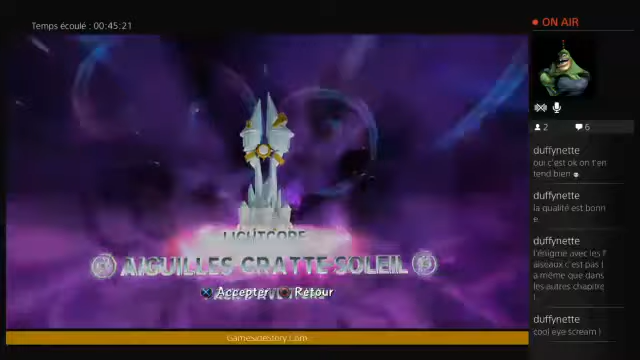 Temps écoulé : 00:45:21
ON AIR
2
6
duffynette
oui c'est ok on t'en
tend bien
duffynette
la qualité est bonn
e.
duffynette
l'énigme avec les f
aiseaux c'est pas l
a même que dans
les autres chapitre
!
duffynette
cool eye scream !
LIGHTCORE
AIGUILLES GRATTE-SOLEIL
Accepter
Retour
GameSideStory.com